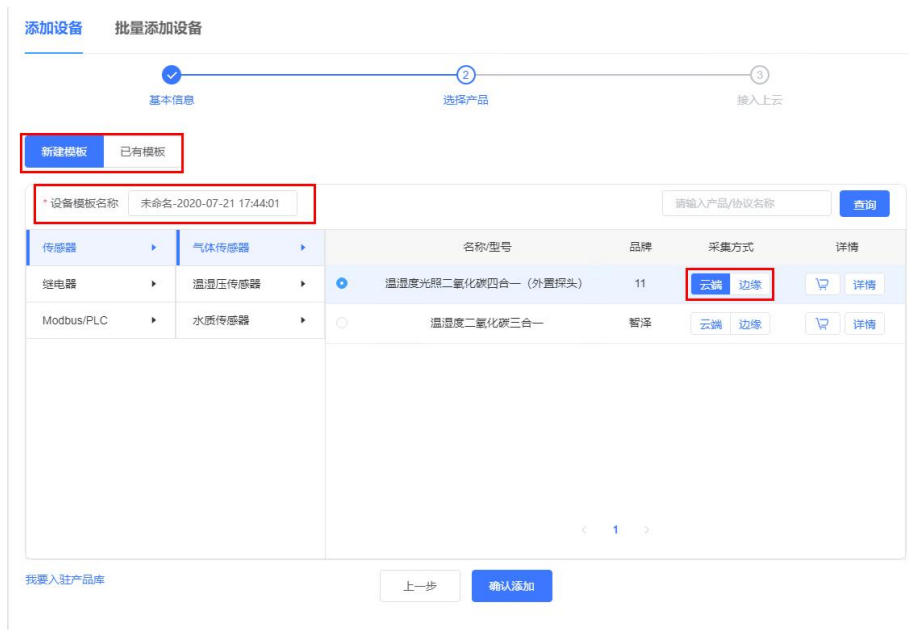 添加设备 批量添加设备
2 3
基本信息 选择产品 接入上云
新建模板 已有模板
* 设备模板名称 未命名-2020-07-21 17:44:01 请输入产品/协议名称 查询
传感器 气体传感器 名称/型号 品牌 采集方式 详情
继电器 温湿压传感器 温湿度光照二氧化碳四合一（外置探头） 11 云端 边缘 详情
Modbus/PLC 水质传感器 温湿度二氧化碳三合一 智泽 云端 边缘 详情
1
我要入驻产品库 上一步 确认添加